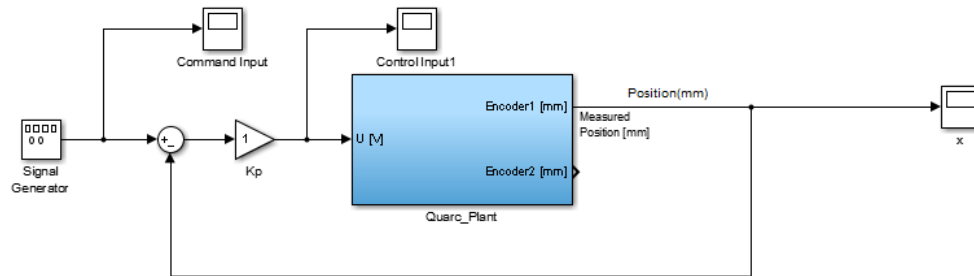 Command Input
Control Input1
Position(mm)
Encoder1 [mm]
Measured
Position [mm]
x
1
U [V]
Signal
Generator
Kp
Encoder2 [mm]
Quarc_Plant